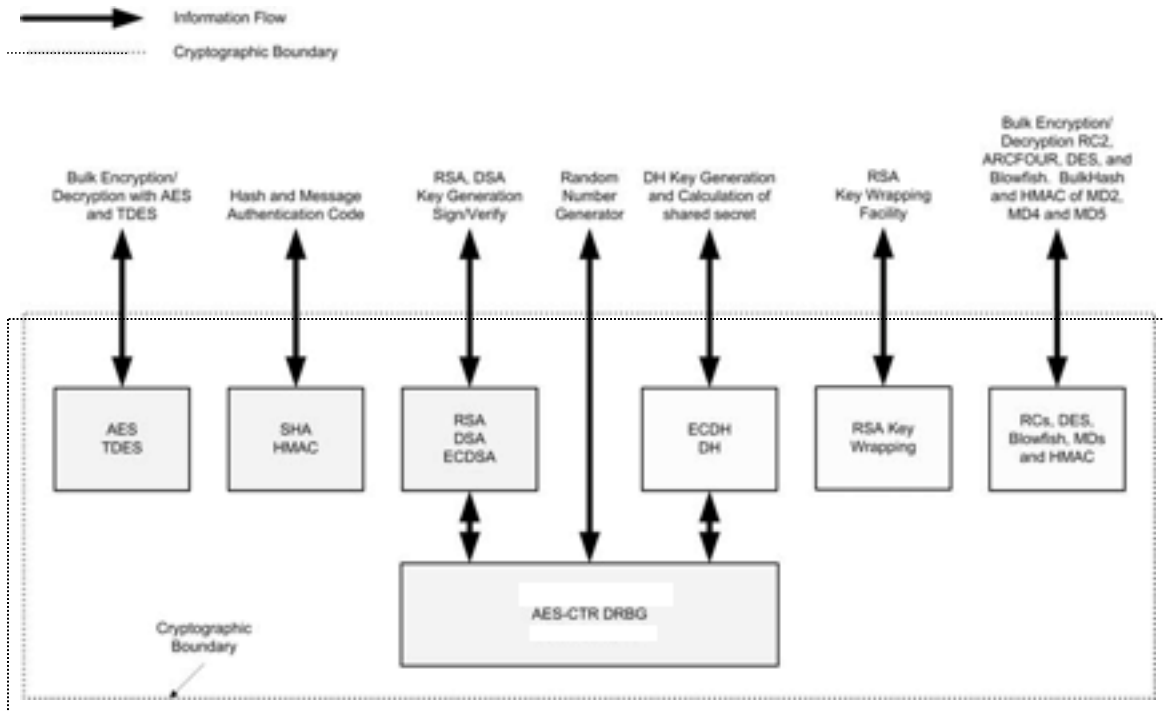 Information Flow
Cryptographic Boundary
Bulk Encryption/
Decryption with AES
and TDES
Hash and Message
Authentication Code
RSA, DSA
Key Generation
Sign/Verify
Random
Number
Generator
DH Key Generation
and Calculation of
shared secret
RSA
Key Wrapping
Facility
Bulk Encryption/
Decryption RC2,
ARCFOUR, DES, and
Blowfish. BulkHash
and HMAC of MD2,
MD4 and MD5
AES
TDES
SHA
HMAC
RSA
DSA
ECDSA
ECDH
DH
RSA Key
Wrapping
RCs, DES,
Blowfish, MDs
and HMAC
AES-CTR DRBG
Cryptographic
Boundary